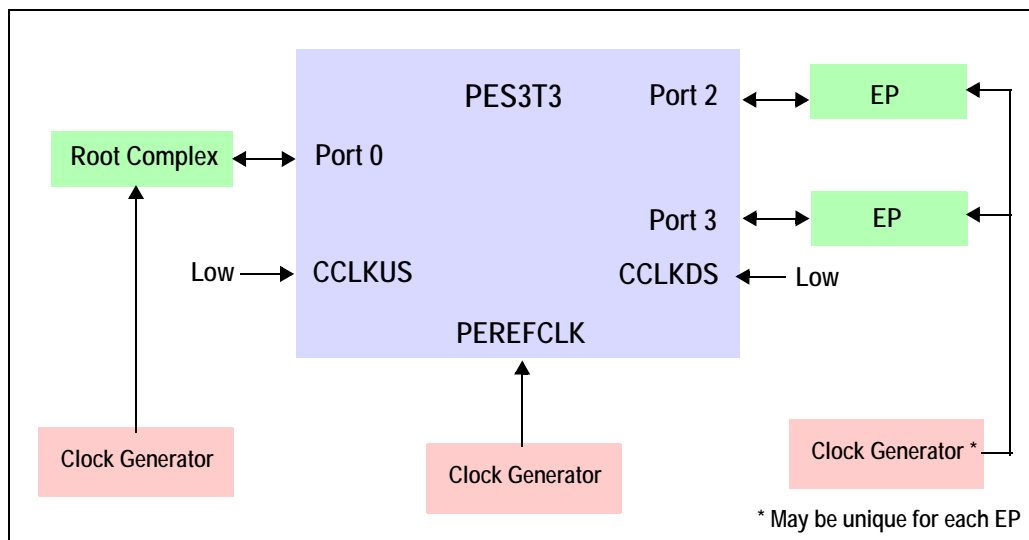 PES3T3
Port 2
EP
Root Complex
Port 0
Port 3
EP
Low
CCLKUS
CCLKDS
Low
PEREFCLK
Clock Generator
Clock Generator
Clock Generator *
* May be unique for each EP